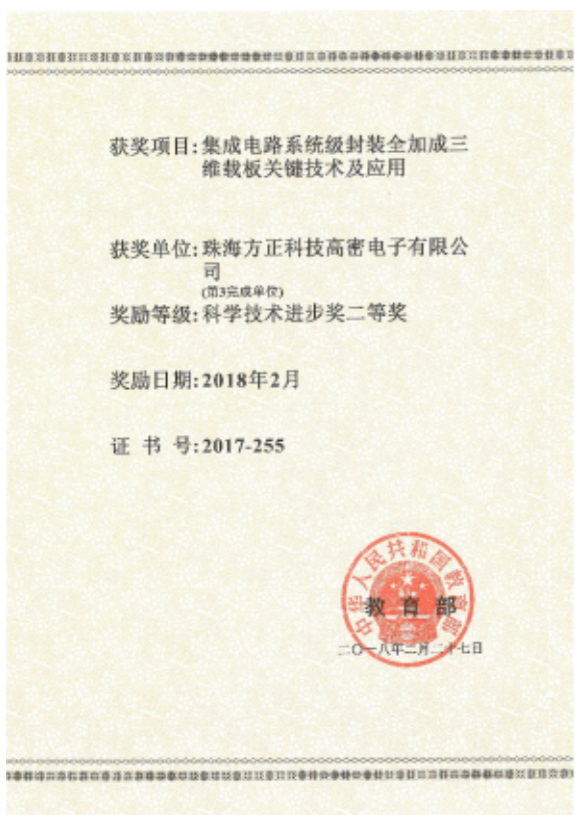 获奖项目:集成电路系统级封装全加成三
维载板关键技术及应用
获奖单位:珠海方正科技高密电子有限公
司
(第3完成单位)
奖励等级:科学技术进步奖二等奖
奖励日期:2018年2月
证 书 号:2017-255
中华人民共和国教育部
教 育 部
二〇一八年二月二十七日